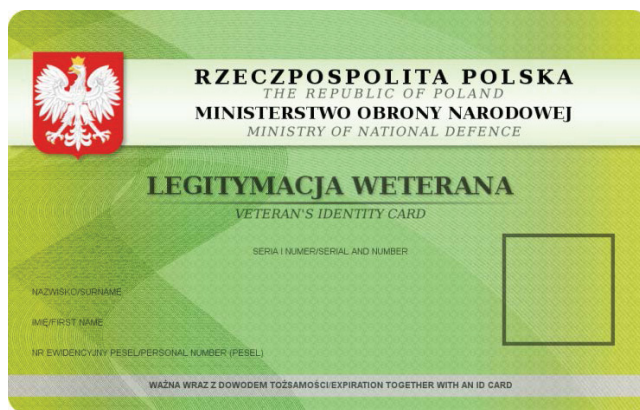 RZECZPOSPOLITA POLSKA
THE REPUBLIC OF POLAND
MINISTERSTWO OBRONY NARODOWEJ
MINISTRY OF NATIONAL DEFENCE
LEGITYMACJA WETERANA
VETERAN'S IDENTITY CARD
SERIA I NUMER/SERIAL AND NUMBER
NAZWISKO/SURNAME
IMIĘ/FIRST NAME
NR EWIDENCYJNY PESEL/PERSONAL NUMBER (PESEL)
WAŻNA WRAZ Z DOWODEM TOŻSAMOŚCI/EXPIRATION TOGETHER WITH AN ID CARD